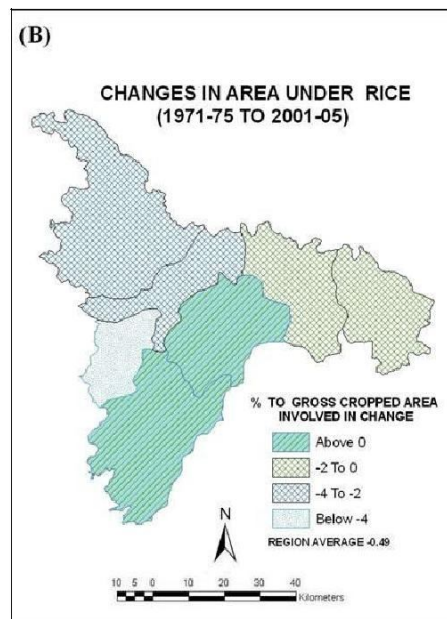 (B)
CHANGES IN AREA UNDER RICE
(1971-75 TO 2001-05)
% TO GROSS CROPPED AREA
INVOLVED IN CHANGE
Above 0
-2 To 0
-4 To -2
Below -4
REGION AVERAGE -0.49
N
10 5 0 10 20 30 40
Kilometers